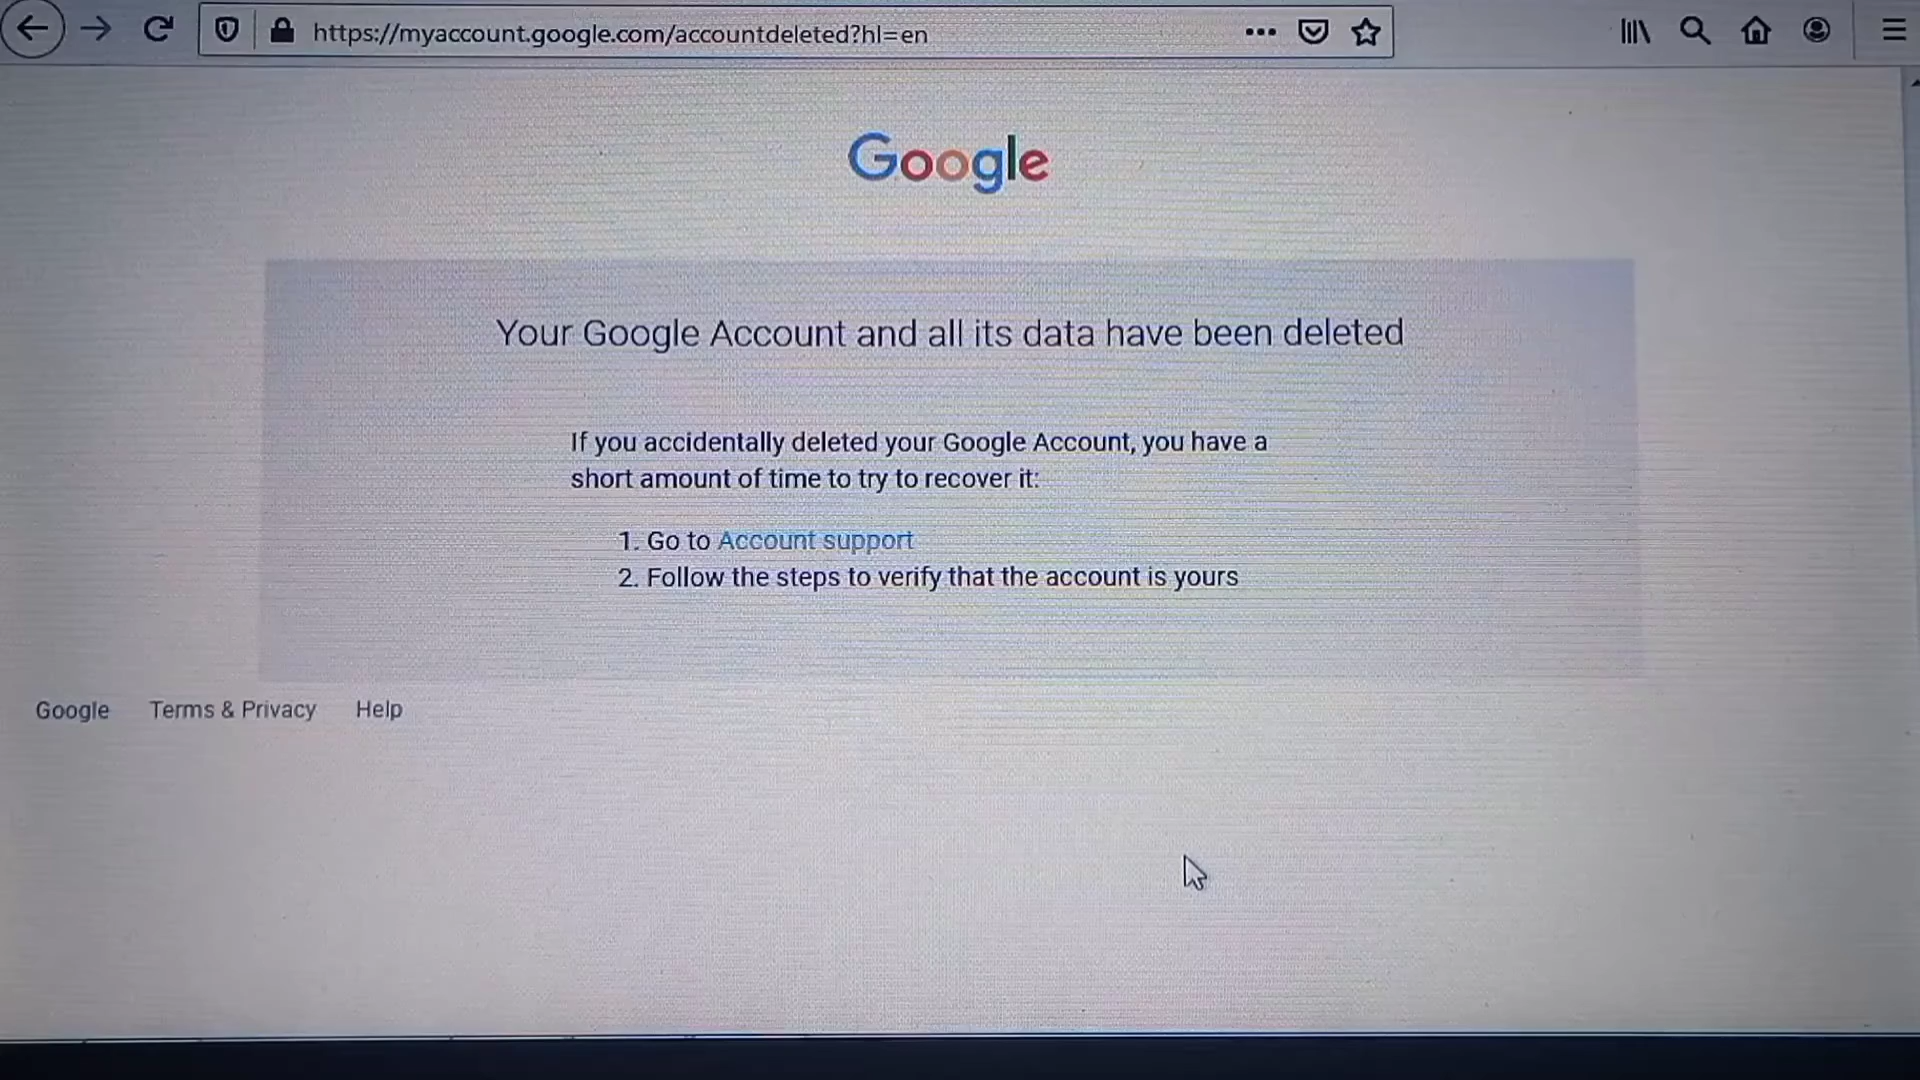 https://myaccount.google.com/accountdeleted?hl=en
Google
Your Google Account and all its data have been deleted
If you accidentally deleted your Google Account, you have a
short amount of time to try to recover it:
1. Go to Account support
2. Follow the steps to verify that the account is yours
Google Terms & Privacy Help